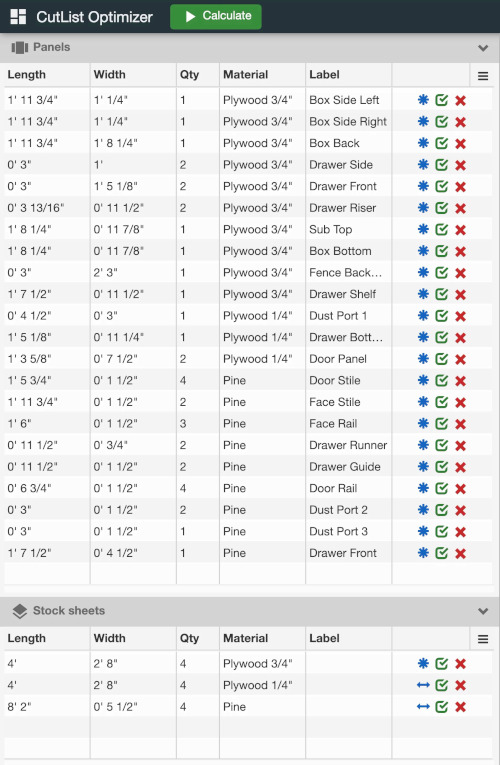 CutList Optimizer Calculate
Panels
Length Width Qty Material Label
1' 11 3/4" 1' 1/4" 1 Plywood 3/4" Box Side Left
1' 11 3/4" 1' 1/4" 1 Plywood 3/4" Box Side Right
1' 11 3/4" 1' 8 1/4" 1 Plywood 3/4" Box Back
0' 3" 1' 2 Plywood 3/4" Drawer Side
0' 3" 1' 5 1/8" 2 Plywood 3/4" Drawer Front
0' 3 13/16" 0' 11 1/2" 2 Plywood 3/4" Drawer Riser
1' 8 1/4" 0' 11 7/8" 1 Plywood 3/4" Sub Top
1' 8 1/4" 0' 11 7/8" 1 Plywood 3/4" Box Bottom
0' 3" 2' 3" 1 Plywood 3/4" Fence Back...
1' 7 1/2" 0' 11 1/2" 1 Plywood 3/4" Drawer Shelf
0' 4 1/2" 0' 3" 1 Plywood 1/4" Dust Port 1
1' 5 1/8" 0' 11 1/4" 1 Plywood 1/4" Drawer Bott...
1' 3 5/8" 0' 7 1/2" 2 Plywood 1/4" Door Panel
1' 5 3/4" 0' 1 1/2" 4 Pine Door Stile
1' 11 3/4" 0' 1 1/2" 2 Pine Face Stile
1' 6" 0' 1 1/2" 3 Pine Face Rail
0' 11 1/2" 0' 3/4" 2 Pine Drawer Runner
0' 11 1/2" 0' 1 1/2" 2 Pine Drawer Guide
0' 6 3/4" 0' 1 1/2" 4 Pine Door Rail
0' 3" 0' 1 1/2" 2 Pine Dust Port 2
0' 3" 0' 1 1/2" 1 Pine Dust Port 3
1' 7 1/2" 0' 4 1/2" 1 Pine Drawer Front
Stock sheets
Length Width Qty Material Label
4' 2' 8" 4 Plywood 3/4"
4' 2' 8" 4 Plywood 1/4"
8' 2" 0' 5 1/2" 4 Pine